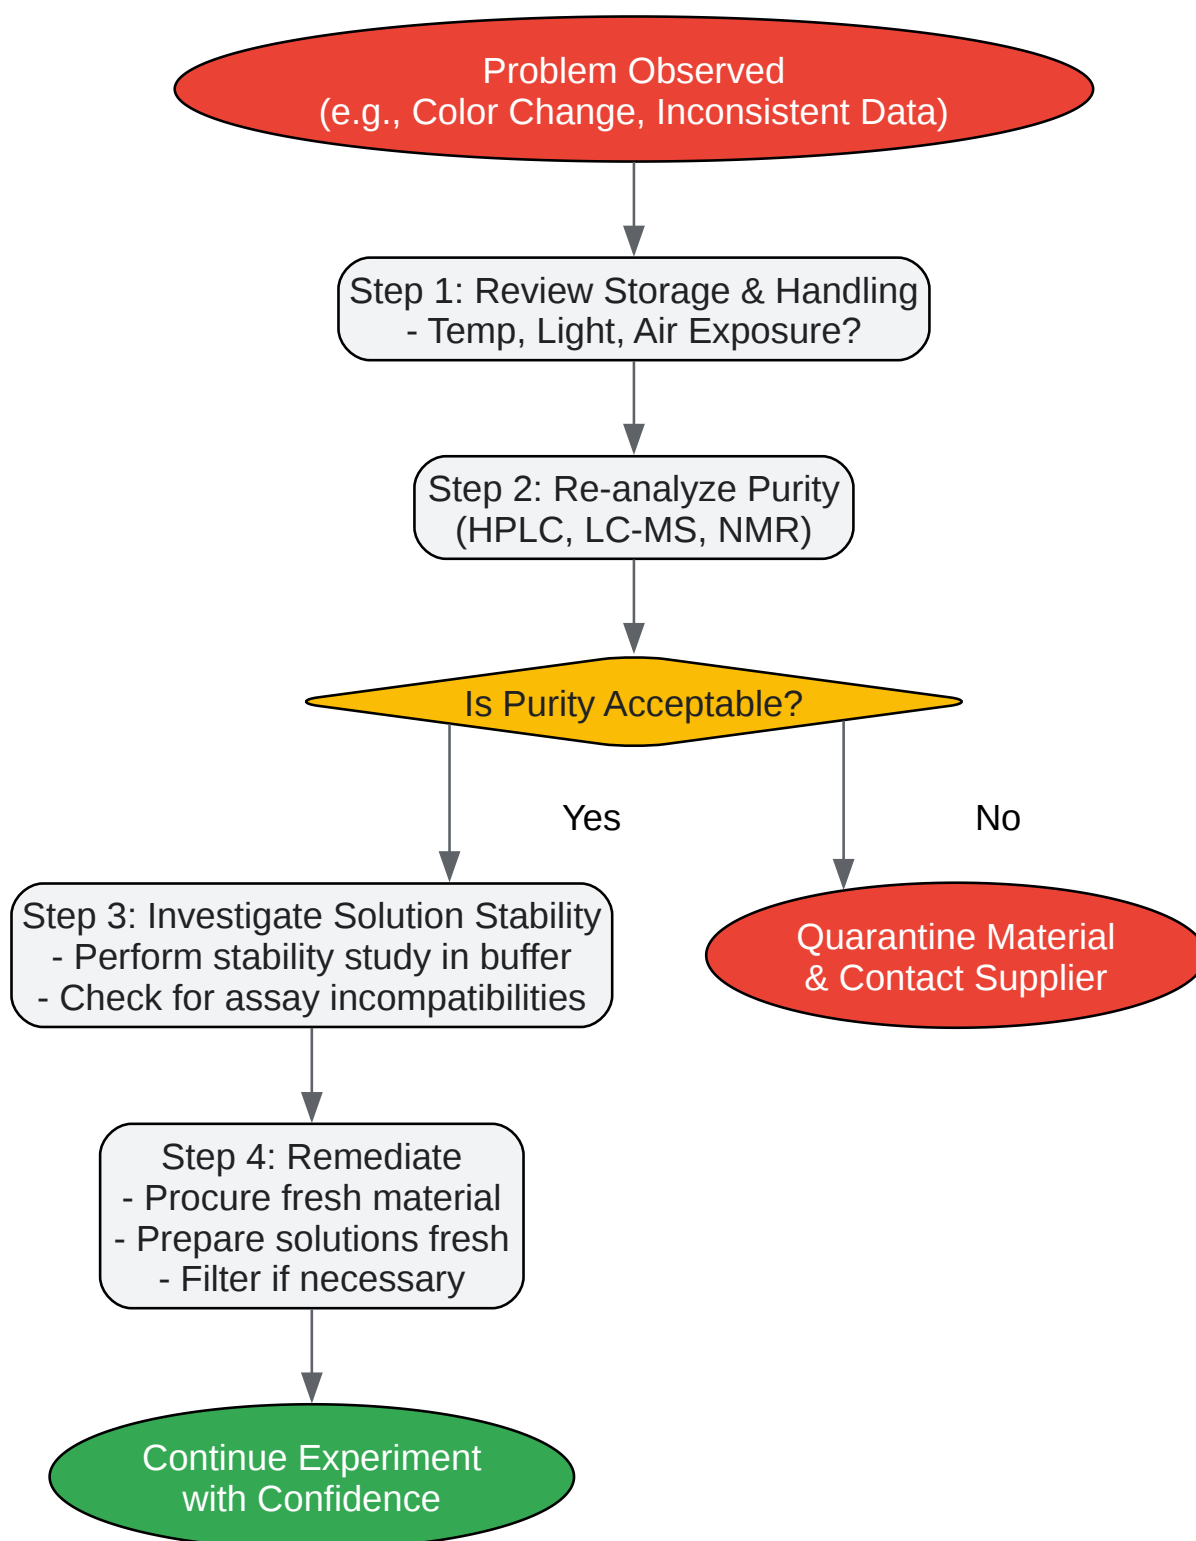 Problem Observed
(e.g., Color Change, Inconsistent Data)
Step 1: Review Storage & Handling
- Temp, Light, Air Exposure?
Step 2: Re-analyze Purity
(HPLC, LC-MS, NMR)
Is Purity Acceptable?
Yes
No
Step 3: Investigate Solution Stability
- Perform stability study in buffer
- Check for assay incompatibilities
Quarantine Material
& Contact Supplier
Step 4: Remediate
- Procure fresh material
- Prepare solutions fresh
- Filter if necessary
Continue Experiment
with Confidence